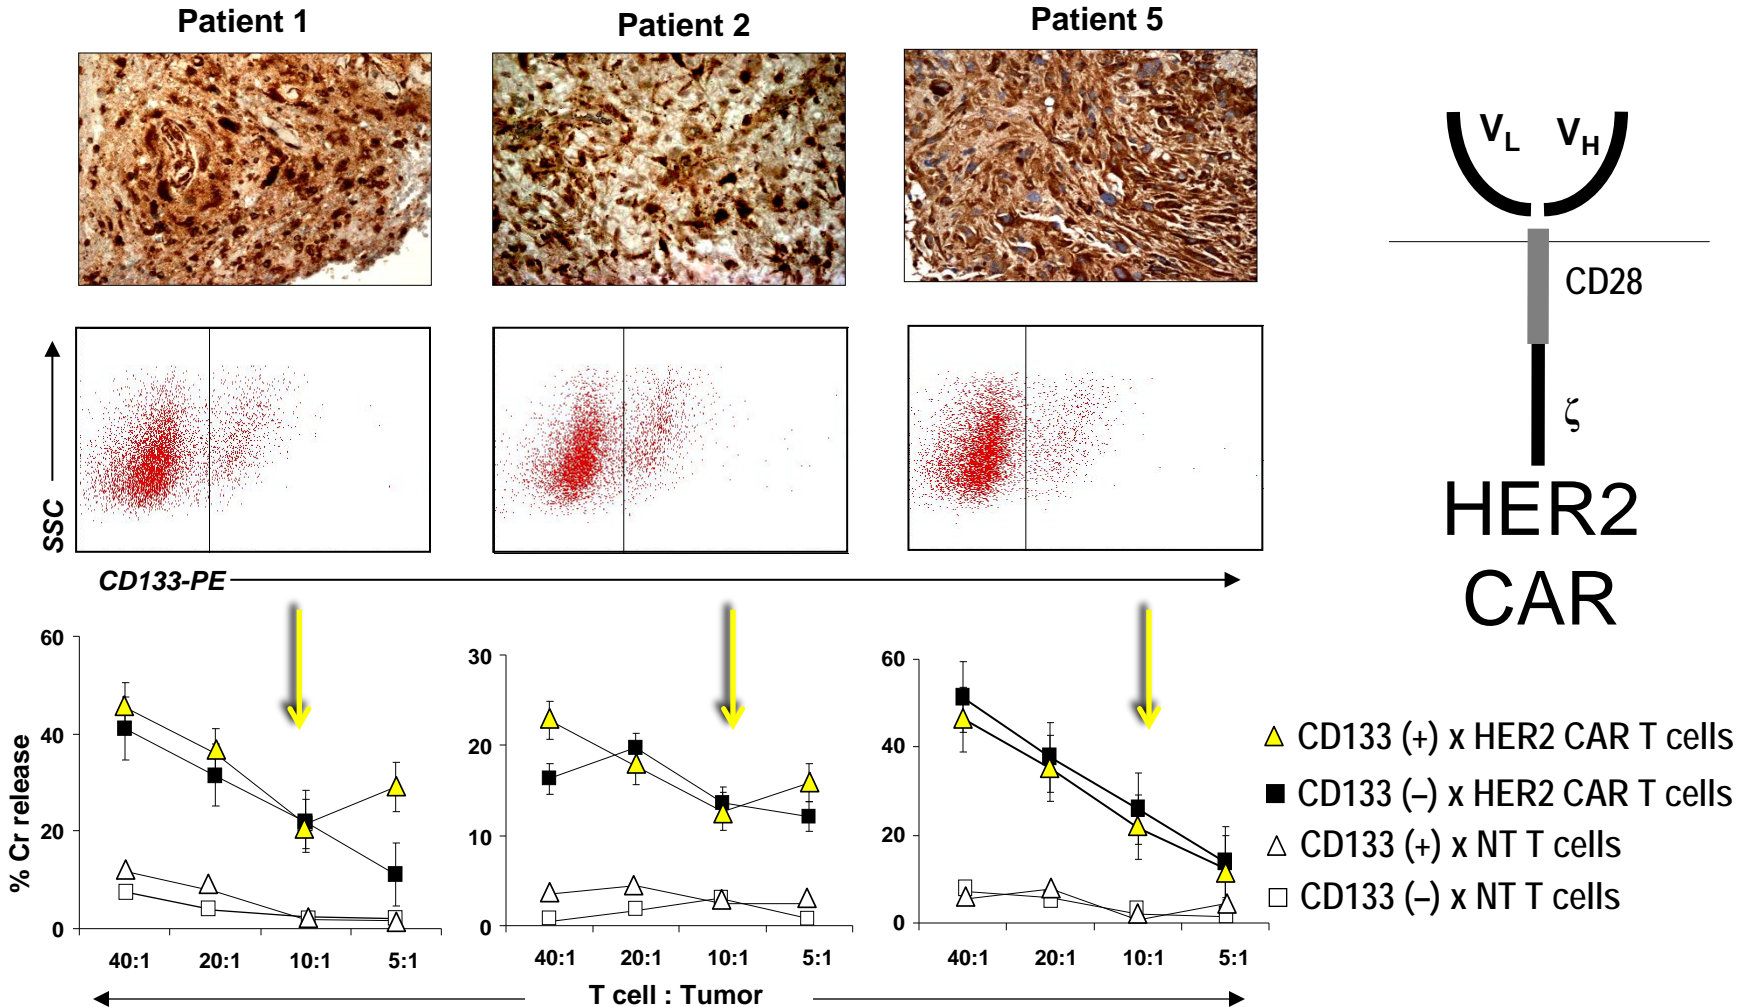 Patient 1
Patient 2
Patient 5
V_L V_H
CD28
ζ
HER2
CAR
SSC
CD133-PE
% Cr release
60
40
20
0
40:1 20:1 10:1 5:1
30
20
10
0
40:1 20:1 10:1 5:1
60
40
20
0
40:1 20:1 10:1 5:1
T cell : Tumor
CD133 (+) x HER2 CAR T cells
CD133 (–) x HER2 CAR T cells
CD133 (+) x NT T cells
CD133 (–) x NT T cells